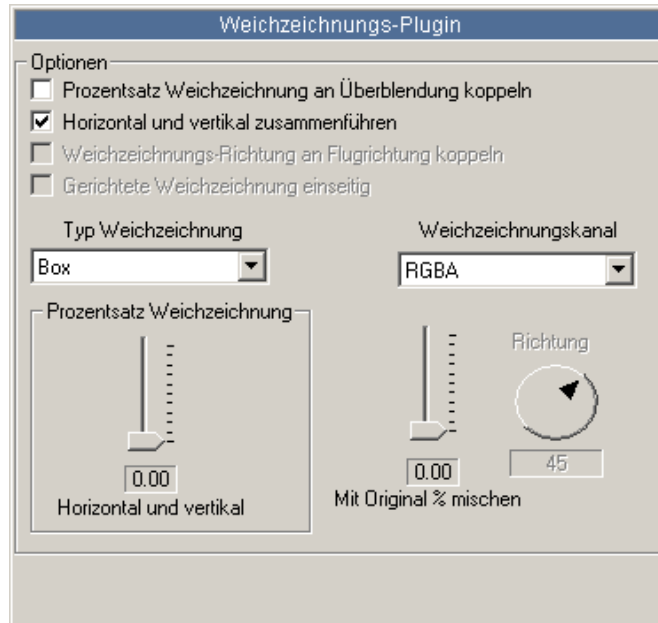 Weichzeichnungs-Plugin
Optionen
Prozentsatz Weichzeichnung an Überblendung koppeln
Horizontal und vertikal zusammenführen
Weichzeichnungs-Richtung an Flugrichtung koppeln
Gerichtete Weichzeichnung einseitig
Typ Weichzeichnung
Weichzeichnungskanal
Box
RGBA
Prozentsatz Weichzeichnung
Richtung
0.00
0.00
45
Horizontal und vertikal
Mit Original % mischen